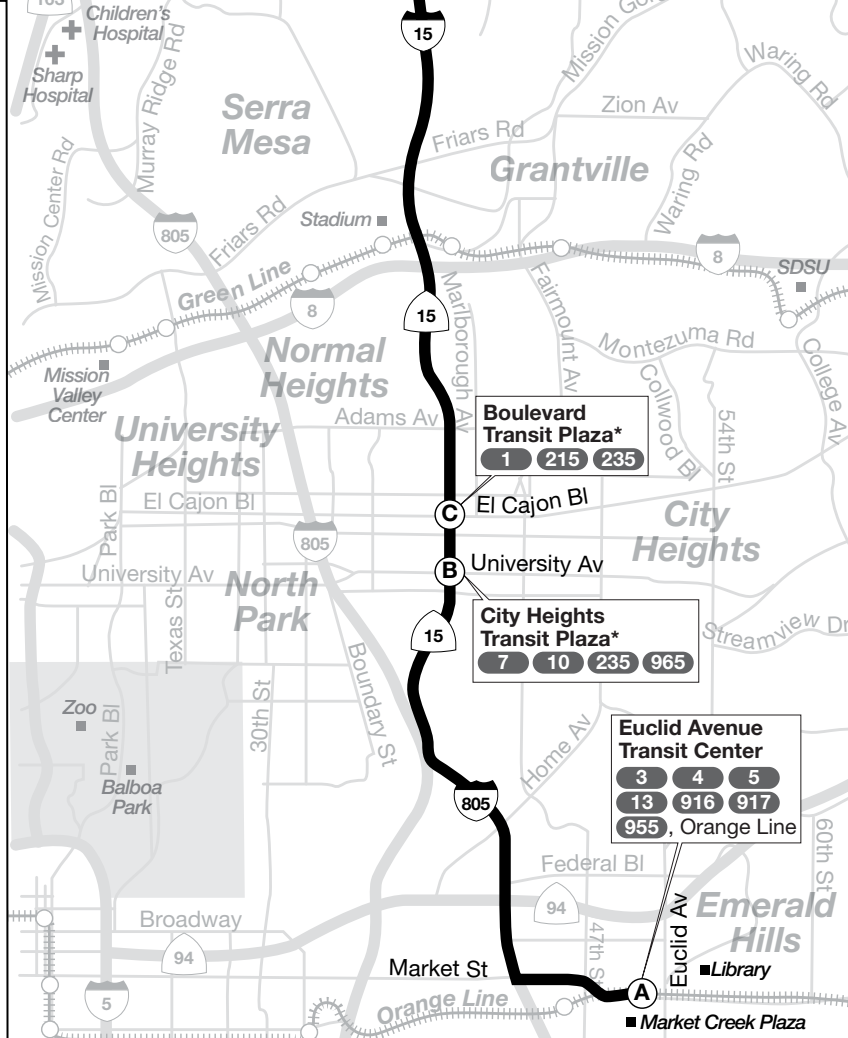 163
Children's
Hospital
Sharp
Hospital
Murray Ridge Rd
Mission Center Rd
15
Serra
Mesa
Friars Rd
Zion Av
Waring Rd
Grantville
Waring Rd
Stadium
805
Friars Rd
Green Line
8
8
SDSU
15
Marlborough Av
Fairmount Av
Montezuma Rd
College Av
Collwood Bl
54th St
Normal
Heights
Mission
Valley
Center
Adams Av
University
Heights
Boulevard
Transit Plaza*
1 215 235
Park Bl
El Cajon Bl
C
El Cajon Bl
City
Heights
805
University Av
B
University Av
North
Park
Texas St
City Heights
Transit Plaza*
7 10 235 965
15
Streamview Dr
Boundary St
30th St
Zoo
Park Bl
Balboa
Park
Home Av
Euclid Avenue
Transit Center
3 4 5
13 916 917
955, Orange Line
805
60th St
Federal Bl
94
Emerald
Hills
Broadway
94
47th St
Euclid Av
Market St
Library
A
5
Orange Line
Market Creek Plaza